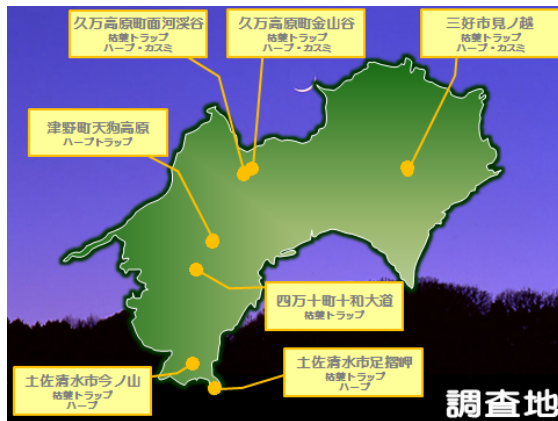 久万高原町面河渓谷
枯葉トラップ
ハープ・カスミ
久万高原町金山谷
枯葉トラップ
ハープ・カスミ
三好市見ノ越
枯葉トラップ
ハープ・カスミ
津野町天狗高原
ハープトラップ
四万十町十和大道
枯葉トラップ
土佐清水市今ノ山
枯葉トラップ
ハープ
土佐清水市足摺岬
枯葉トラップ
ハープ
調査地